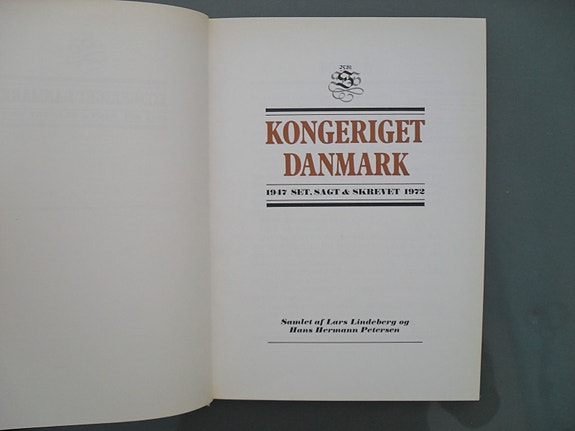 KONGERIGET
DANMARK
1947 SET, SAGT & SKREVET 1972
Samlet af Lars Lindeberg og
Hans Hermann Petersen